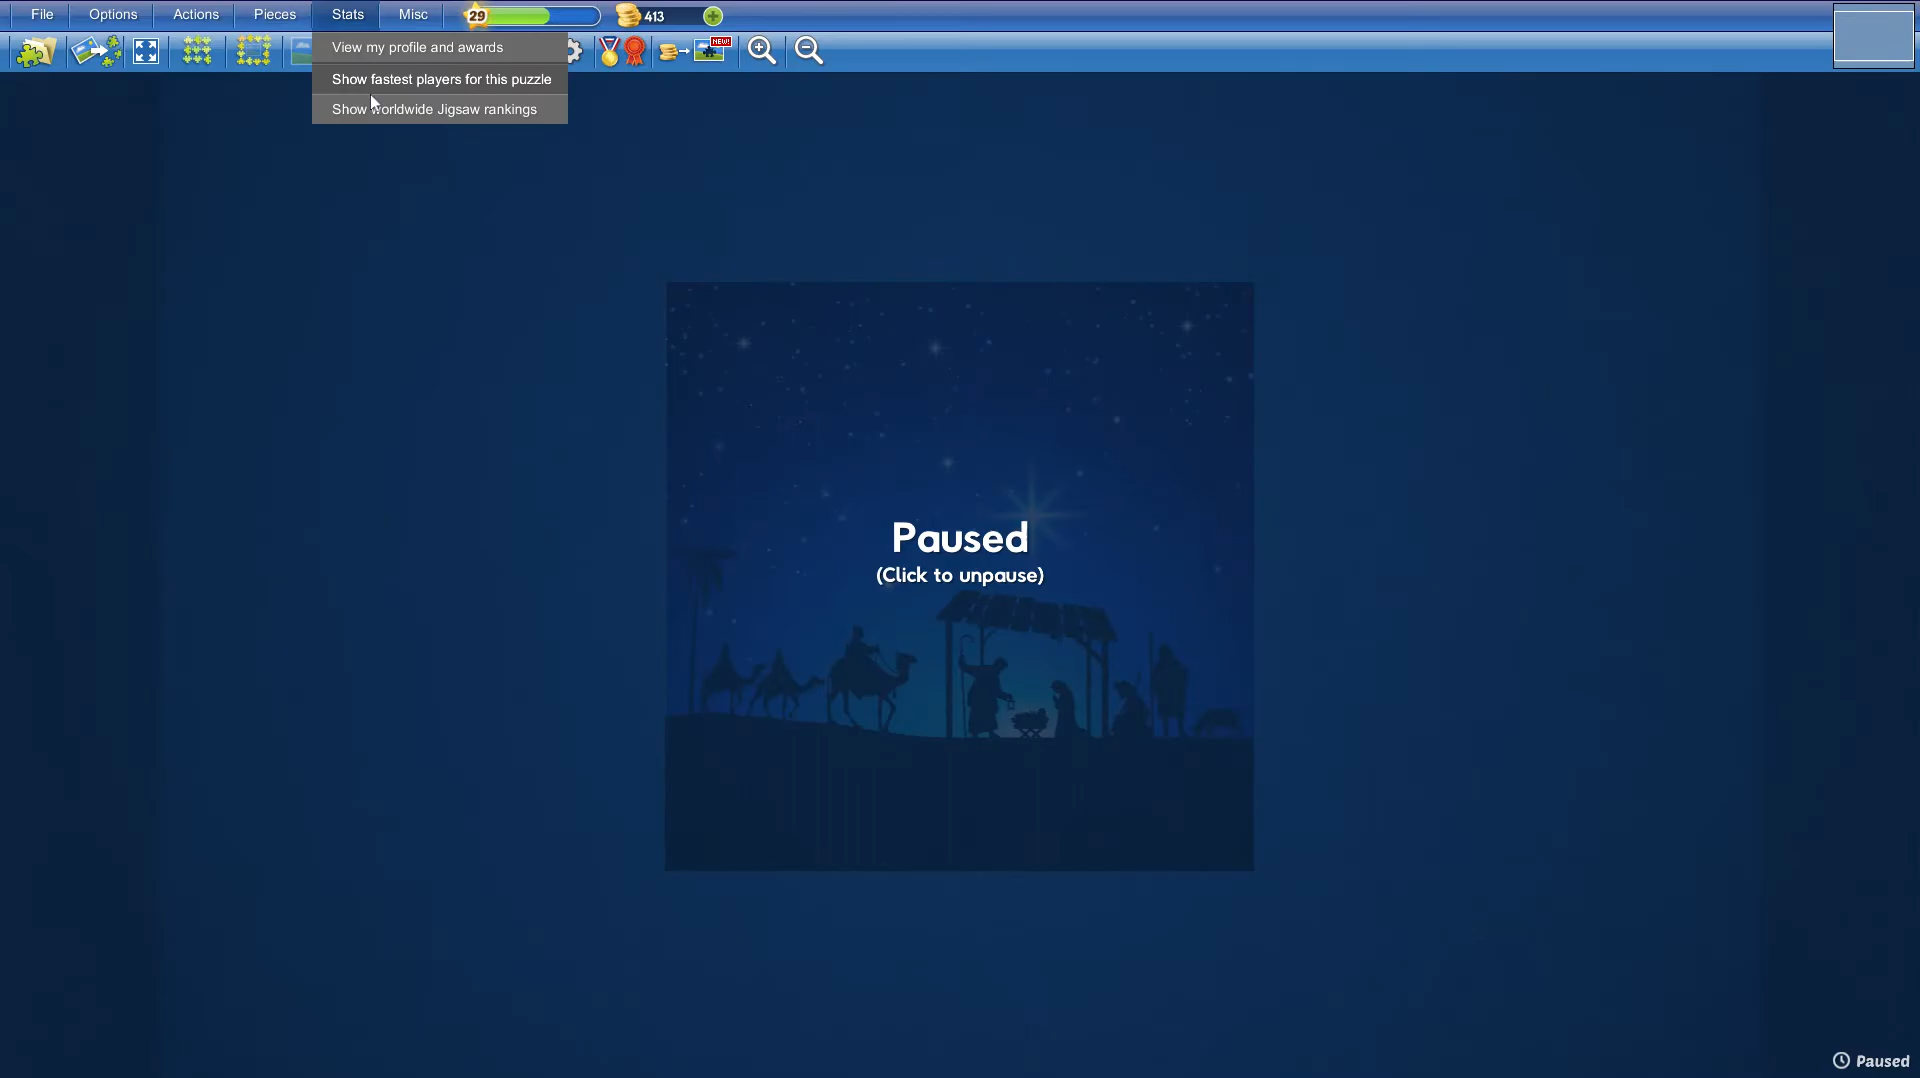 File Options Actions Pieces Stats Misc 29 413
NEW!
View my profile and awards
Show fastest players for this puzzle
Show worldwide Jigsaw rankings
Paused
(Click to unpause)
Paused